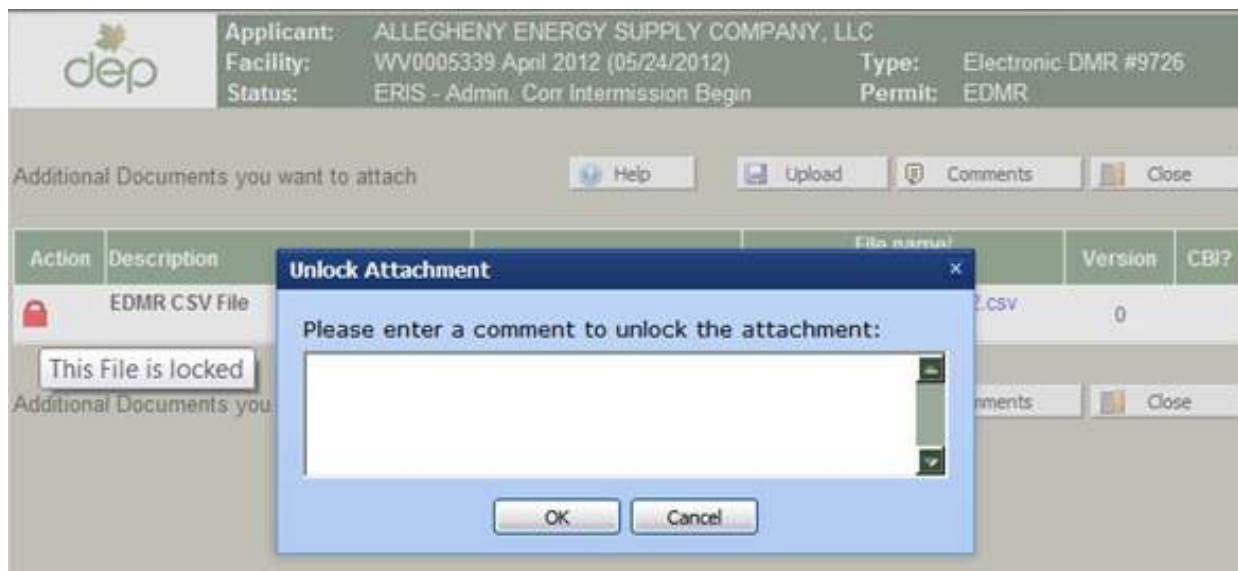 dep
Applicant: ALLEGHENY ENERGY SUPPLY COMPANY, LLC
Facility: WV0005339 April 2012 (05/24/2012) Type: Electronic DMR #9726
Status: ERIS - Admin. Corr Intermission Begin Permit: EDMR
Additional Documents you want to attach Help Upload Comments Close
Action Description File name/ Version CBI?
Unlock Attachment
EDMR CSV File .csv 0
Please enter a comment to unlock the attachment:
This File is locked
Additional Documents you Close
OK Cancel